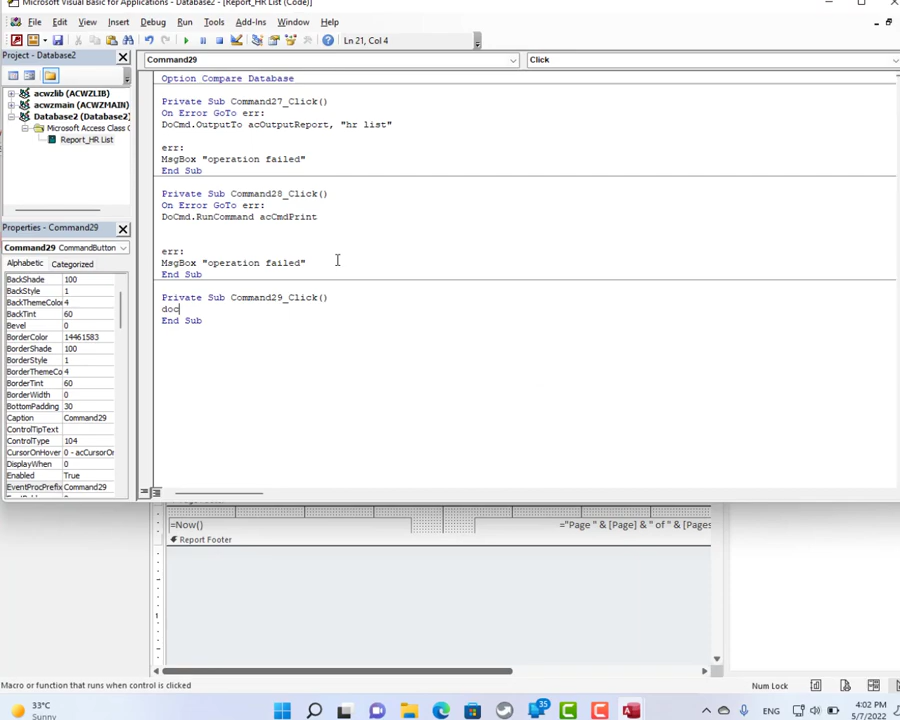 Microsoft Visual Basic for Applications - Database2 - [Report_HR List (Code)]
File Edit View Insert Debug Run Tools Add-Ins Window Help
Ln 21, Col 4
Project - Database2
Command29
Click
acwzlib (ACWZLIB)
acwzmain (ACWZMAIN)
Database2 (Database2)
Microsoft Access Class O
Report_HR List
Option Compare Database
Private Sub Command27_Click()
On Error GoTo err:
DoCmd.OutputTo acOutputReport, "hr list"
err:
MsgBox "operation failed"
End Sub
Private Sub Command28_Click()
On Error GoTo err:
DoCmd.RunCommand acCmdPrint
err:
MsgBox "operation failed"
End Sub
Private Sub Command29_Click()
doc
End Sub
Properties - Command29
Command29 CommandButton
Alphabetic Categorized
BackShade 100
BackStyle 1
BackThemeColor 4
BackTint 60
Bevel 0
BorderColor 14461583
BorderShade 100
BorderStyle 1
BorderThemeCo 4
BorderTint 60
BorderWidth 0
BottomPadding 30
Caption Command29
ControlTipText
ControlType 104
CursorOnHover 0 - acCursorOn
DisplayWhen 0
Enabled True
EventProcPrefix Command29
=Now()
="Page " & [Page] & " of " & [Pages
Report Footer
Macro or function that runs when control is clicked
Num Lock
33°C
Sunny
35
ENG
4:02 PM
5/7/2022